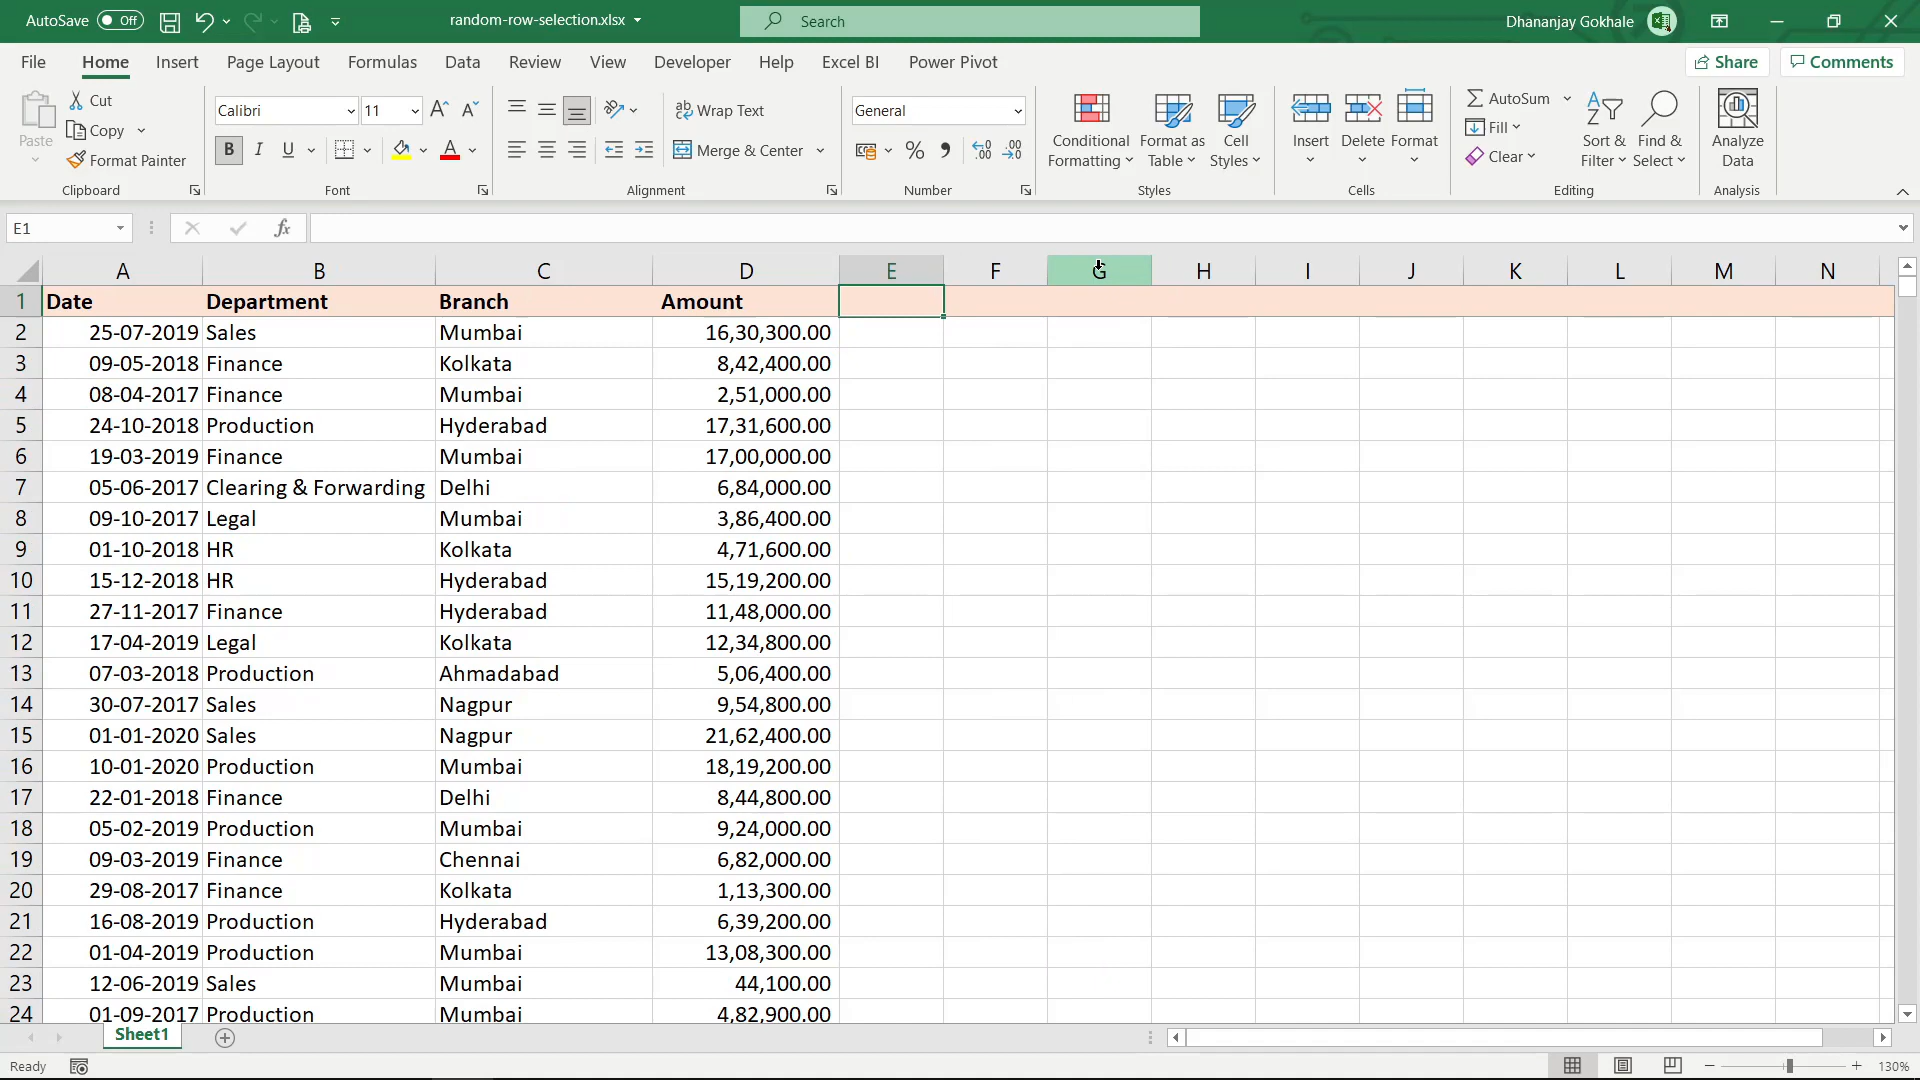 AutoSave Off random-row-selection.xlsx Search Dhananjay Gokhale
File Home Insert Page Layout Formulas Data Review View Developer Help Excel BI Power Pivot Share Comments
Paste Cut Copy Format Painter Clipboard
Calibri 11 B I U A A A Font
ab Wrap Text Merge & Center Alignment
General % , .00 Number
Conditional Formatting Format as Table Cell Styles Styles
Insert Delete Format Cells
AutoSum Fill Clear Sort & Filter Find & Select Editing
Analyze Data Analysis
E1 fx
A B C D E F G H I J K L M N
1 Date Department Branch Amount
2 25-07-2019 Sales Mumbai 16,30,300.00
3 09-05-2018 Finance Kolkata 8,42,400.00
4 08-04-2017 Finance Mumbai 2,51,000.00
5 24-10-2018 Production Hyderabad 17,31,600.00
6 19-03-2019 Finance Mumbai 17,00,000.00
7 05-06-2017 Clearing & Forwarding Delhi 6,84,000.00
8 09-10-2017 Legal Mumbai 3,86,400.00
9 01-10-2018 HR Kolkata 4,71,600.00
10 15-12-2018 HR Hyderabad 15,19,200.00
11 27-11-2017 Finance Hyderabad 11,48,000.00
12 17-04-2019 Legal Kolkata 12,34,800.00
13 07-03-2018 Production Ahmadabad 5,06,400.00
14 30-07-2017 Sales Nagpur 9,54,800.00
15 01-01-2020 Sales Nagpur 21,62,400.00
16 10-01-2020 Production Mumbai 18,19,200.00
17 22-01-2018 Finance Delhi 8,44,800.00
18 05-02-2019 Production Mumbai 9,24,000.00
19 09-03-2019 Finance Chennai 6,82,000.00
20 29-08-2017 Finance Kolkata 1,13,300.00
21 16-08-2019 Production Hyderabad 6,39,200.00
22 01-04-2019 Production Mumbai 13,08,300.00
23 12-06-2019 Sales Mumbai 44,100.00
24 01-09-2017 Production Mumbai 4,82,900.00
Sheet1
Ready 130%